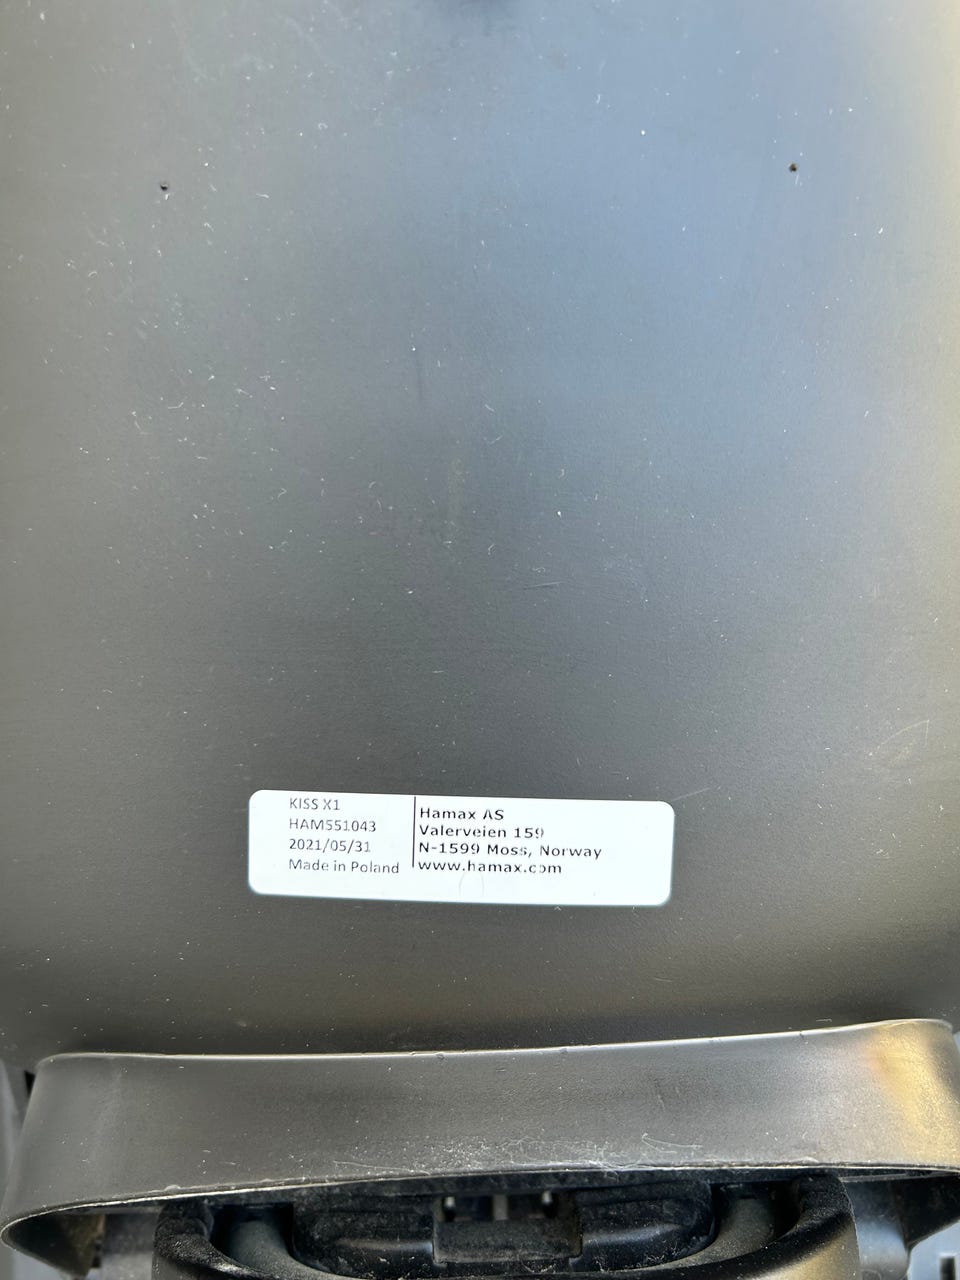 KISS X1
HAM551043
2021/05/31
Made in Poland
Hamax AS
Valerveien 159
N-1599 Moss, Norway
www.hamax.com